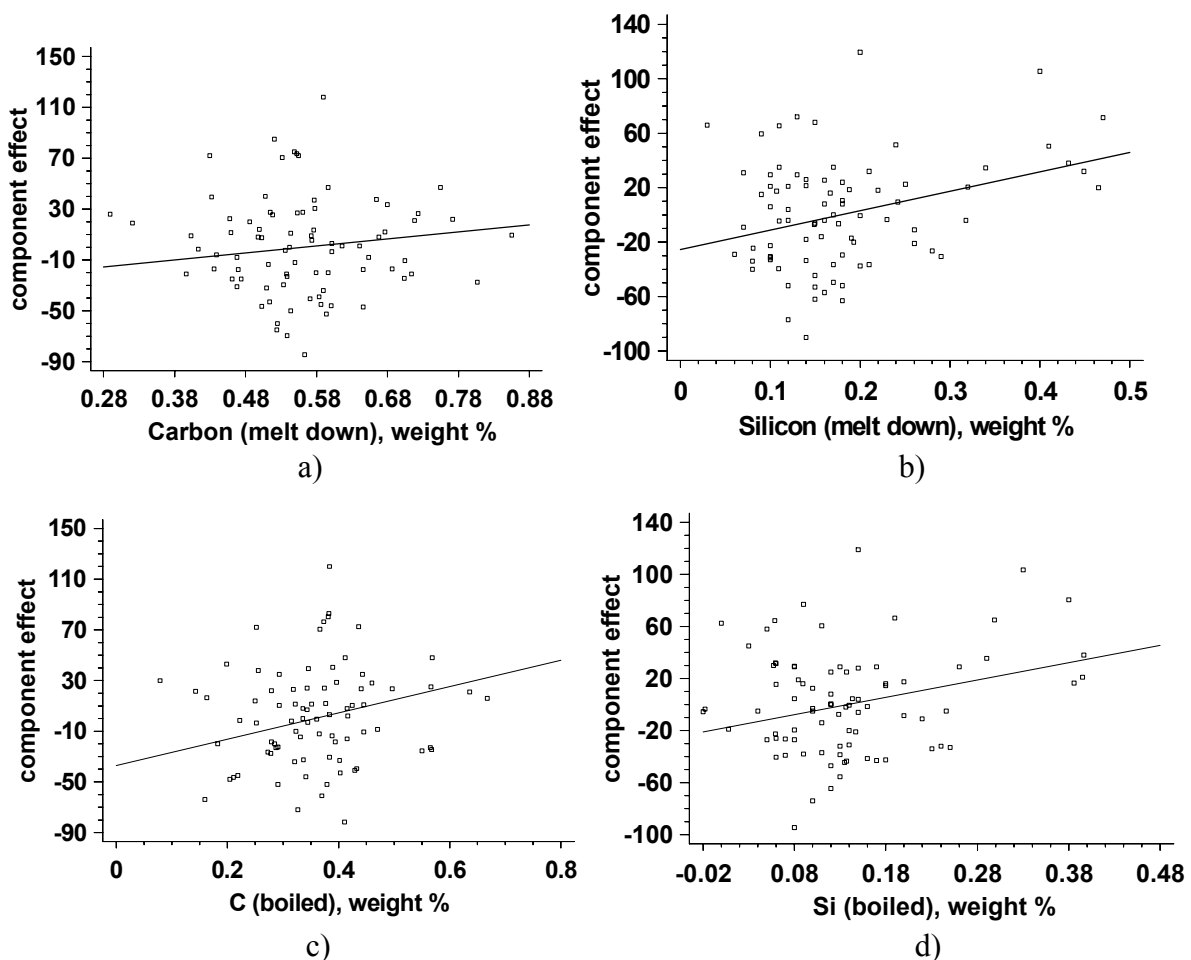 component effect
150
110
70
30
-10
-50
-90
0.28 0.38 0.48 0.58 0.68 0.78 0.88
Carbon (melt down), weight %
a)
component effect
140
100
60
20
-20
-60
-100
0 0.1 0.2 0.3 0.4 0.5
Silicon (melt down), weight %
b)
component effect
150
110
70
30
-10
-50
-90
0 0.2 0.4 0.6 0.8
C (boiled), weight %
c)
component effect
140
100
60
20
-20
-60
-100
-0.02 0.08 0.18 0.28 0.38 0.48
Si (boiled), weight %
d)